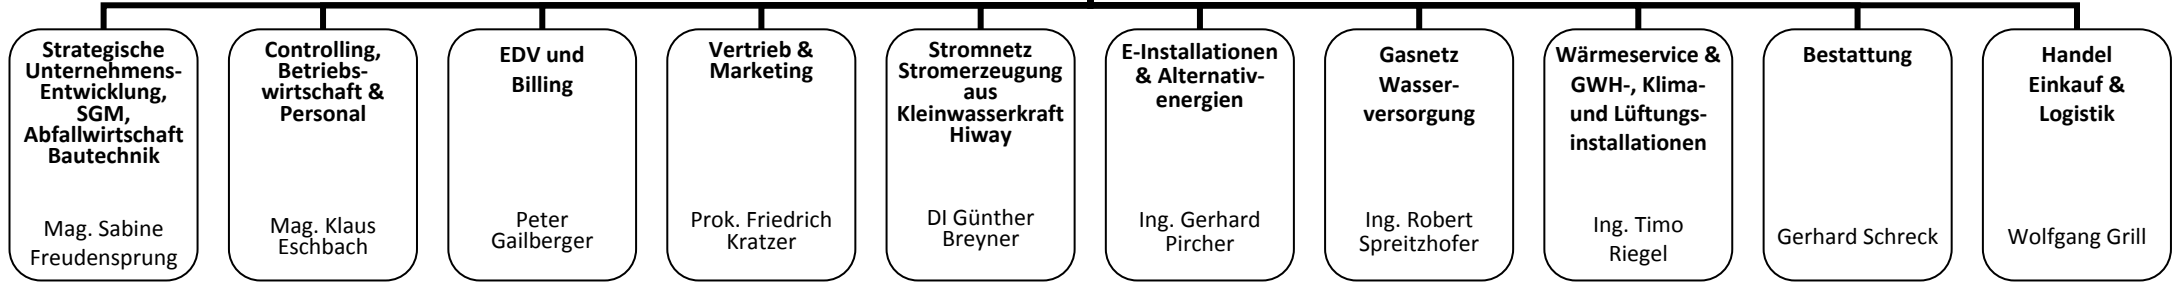 Strategische
Unternehmens-
Entwicklung,
SGM,
Abfallwirtschaft
Bautechnik
Mag. Sabine
Freudensprung
Controlling,
Betriebs-
wirtschaft &
Personal
Mag. Klaus
Eschbach
EDV und
Billing
Peter
Gailberger
Vertrieb &
Marketing
Prok. Friedrich
Kratzer
Stromnetz
Stromerzeugung
aus
Kleinwasserkraft
Hiway
DI Günther
Breyner
E-Installationen
& Alternativ-
energien
Ing. Gerhard
Pircher
Gasnetz
Wasser-
versorgung
Ing. Robert
Spreitzhofer
Wärmeservice &
GWH-, Klima-
und Lüftungs-
installationen
Ing. Timo
Riegel
Bestattung
Gerhard Schreck
Handel
Einkauf &
Logistik
Wolfgang Grill